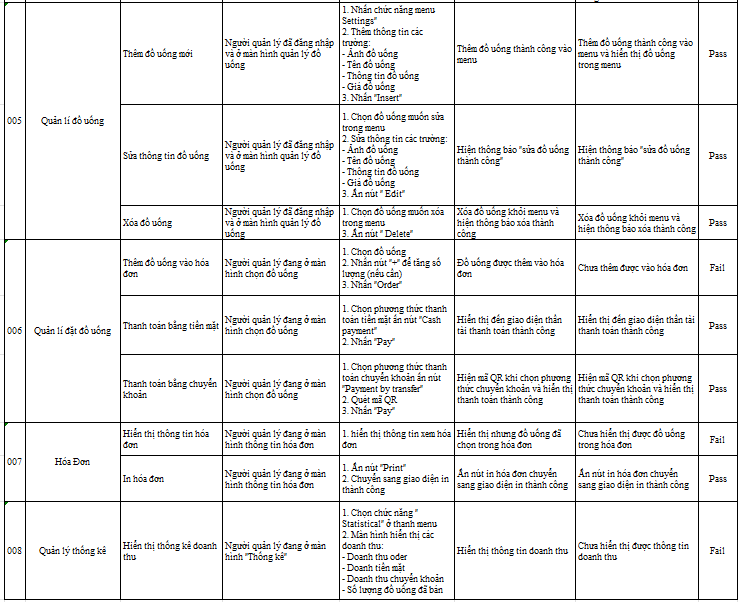 005
Quản lí đồ uống
Thêm đồ uống mới
Người quản lý đã đăng nhập
và ở màn hình quản lý đồ
uống
1. Nhấn chức năng menu
Settings"
2. Thêm thông tin các
trường:
- Ảnh đồ uống
- Tên đồ uống
- Thông tin đồ uống
- Giá đồ uống
3. Nhấn "Insert"
Thêm đồ uống thành công vào
menu
Thêm đồ uống thành công vào
menu và hiển thị đồ uống
trong menu
Pass
Sửa thông tin đồ uống
Người quản lý đã đăng nhập
và ở màn hình quản lý đồ
uống
1. Chọn đồ uống muốn sửa
trong menu
2. Sửa thông tin các trường:
- Ảnh đồ uống
- Tên đồ uống
- Thông tin đồ uống
- Giá đồ uống
3. Ấn nút " Edit"
Hiện thông báo "sửa đồ uống
thành công"
Hiện thông báo "sửa đồ uống
thành công"
Pass
Xóa đồ uống
Người quản lý đã đăng nhập
và ở màn hình quản lý đồ
uống
1. Chọn đồ uống muốn xóa
trong menu
3. Ấn nút " Delete"
Xóa đồ uống khỏi menu và
hiện thông báo xóa thành
công
Xóa đồ uống khỏi menu và
hiện thông báo xóa thành công
Pass
006
Quản lí đặt đồ uống
Thêm đồ uống vào hóa
đơn
Người quản lý đang ở màn
hình chọn đồ uống
1. Chọn đồ uống
2. Nhấn nút "+" để tăng số
lượng (nếu cần)
3. Nhấn "Order"
Đồ uống được thêm vào hóa
đơn
Chưa thêm được vào hóa đơn
Fail
Thanh toán bằng tiền mặt
Người quản lý đang ở màn
hình chọn đồ uống
1. Chọn phương thức thanh
toán tiền mặt ấn nút "Cash
payment"
2. Nhấn "Pay"
Hiển thị đến giao diện thần
tài thanh toán thành công
Hiển thị đến giao diện thần tài
thanh toán thành công
Pass
Thanh toán bằng chuyển
khoản
Người quản lý đang ở màn
hình chọn đồ uống
1. Chọn phương thức thanh
toán chuyển khoản ấn nút
"Payment by transfer"
2. Quét mã QR
3. Nhấn "Pay"
Hiện mã QR khi chọn phương
thức chuyển khoản và hiển thị
thanh toán thành công
Hiện mã QR khi chọn phương
thức chuyển khoản và hiển thị
thanh toán thành công
Pass
007
Hóa Đơn
Hiển thị thông tin hóa
đơn
Người quản lý đang ở màn
hình thông tin hóa đơn
1. hiển thị thông tin xem hóa
đơn
Hiển thị nhưng đồ uống đã
chọn trong hóa đơn
Chưa hiển thị được đồ uống
trong hóa đơn
Fail
In hóa đơn
Người quản lý đang ở màn
hình thông tin hóa đơn
1. Ấn nút "Print"
2. Chuyển sang giao diện in
thành công
Ấn nút in hóa đơn chuyển
sang giao diện in thành công
Ấn nút in hóa đơn chuyển
sang giao diện in thành công
Pass
008
Quản lý thống kê
Hiển thị thống kê doanh
thu
Người quản lý đang ở màn
hình "Thống kê"
1. Chọn chức năng "
Statistical" ở thanh menu
2. Màn hình hiển thị các
doanh thu:
- Doanh thu oder
- Doanh tiền mặt
- Doanh thu chuyển khoản
- Số lượng đồ uống đã bán
Hiển thị thông tin doanh thu
Chưa hiển thị được thông tin
doanh thu
Fail